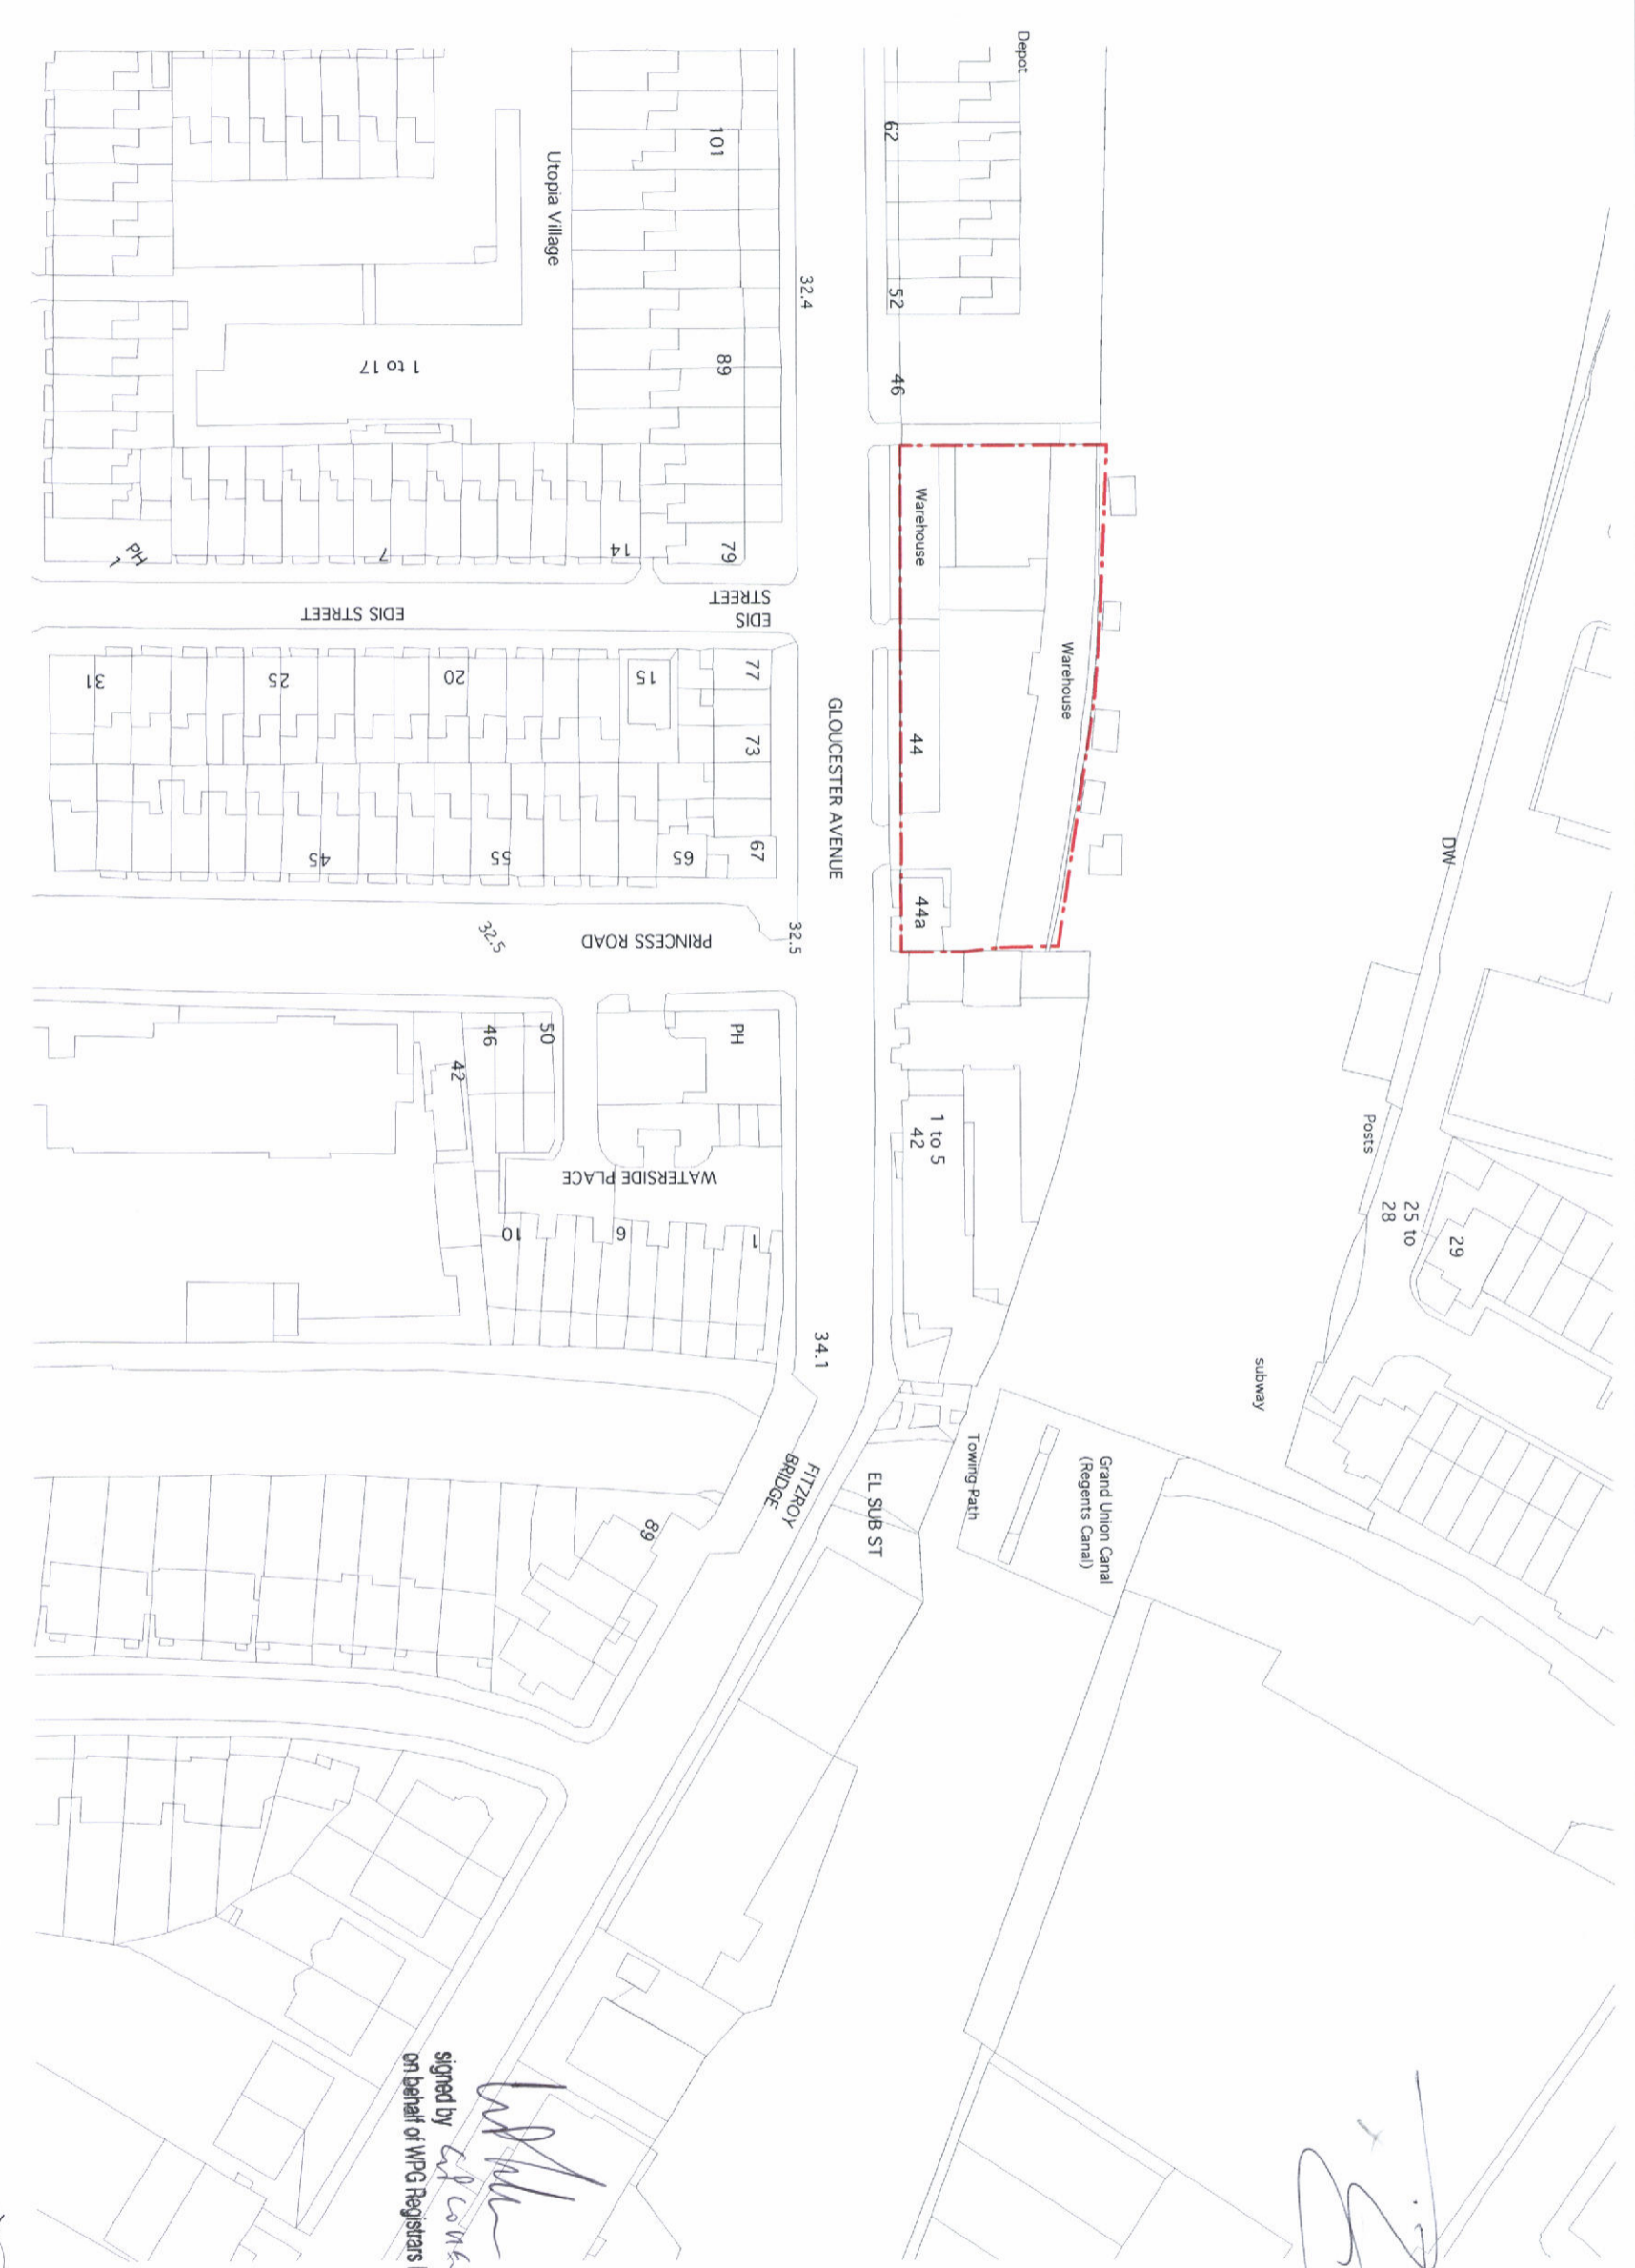 Depot
62
52
46
101
Utopia Village
32.4
89
1 to 17
79
14
7
PH
1
Warehouse
Warehouse
44
44a
EDIS STREET
EDIS
STREET
GLOUCESTER AVENUE
77
73
67
15
20
25
31
65
55
45
32.5
32.5
PRINCESS ROAD
DW
Posts
25 to
28
29
subway
PH
50
46
42
1 to 5
42
WATERSIDE PLACE
1
6
10
34.1
Towing Path
Grand Union Canal
(Regents Canal)
EL SUB ST
FITZROY
BRIDGE
68
signed by
on behalf of WPG Registrars